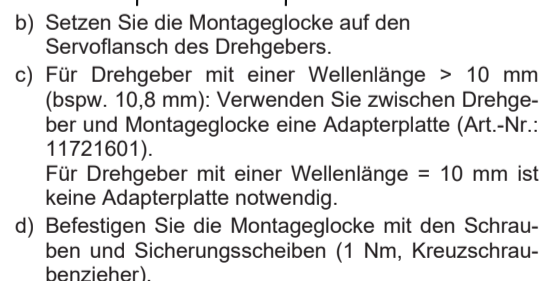 b) Setzen Sie die Montageglocke auf den
Servoflansch des Drehgebers.
c) Für Drehgeber mit einer Wellenlänge > 10 mm
(bspw. 10,8 mm): Verwenden Sie zwischen Drehge-
ber und Montageglocke eine Adapterplatte (Art.-Nr.:
11721601).
Für Drehgeber mit einer Wellenlänge = 10 mm ist
keine Adapterplatte notwendig.
d) Befestigen Sie die Montageglocke mit den Schrau-
ben und Sicherungsscheiben (1 Nm, Kreuzschrau-
benzieher).